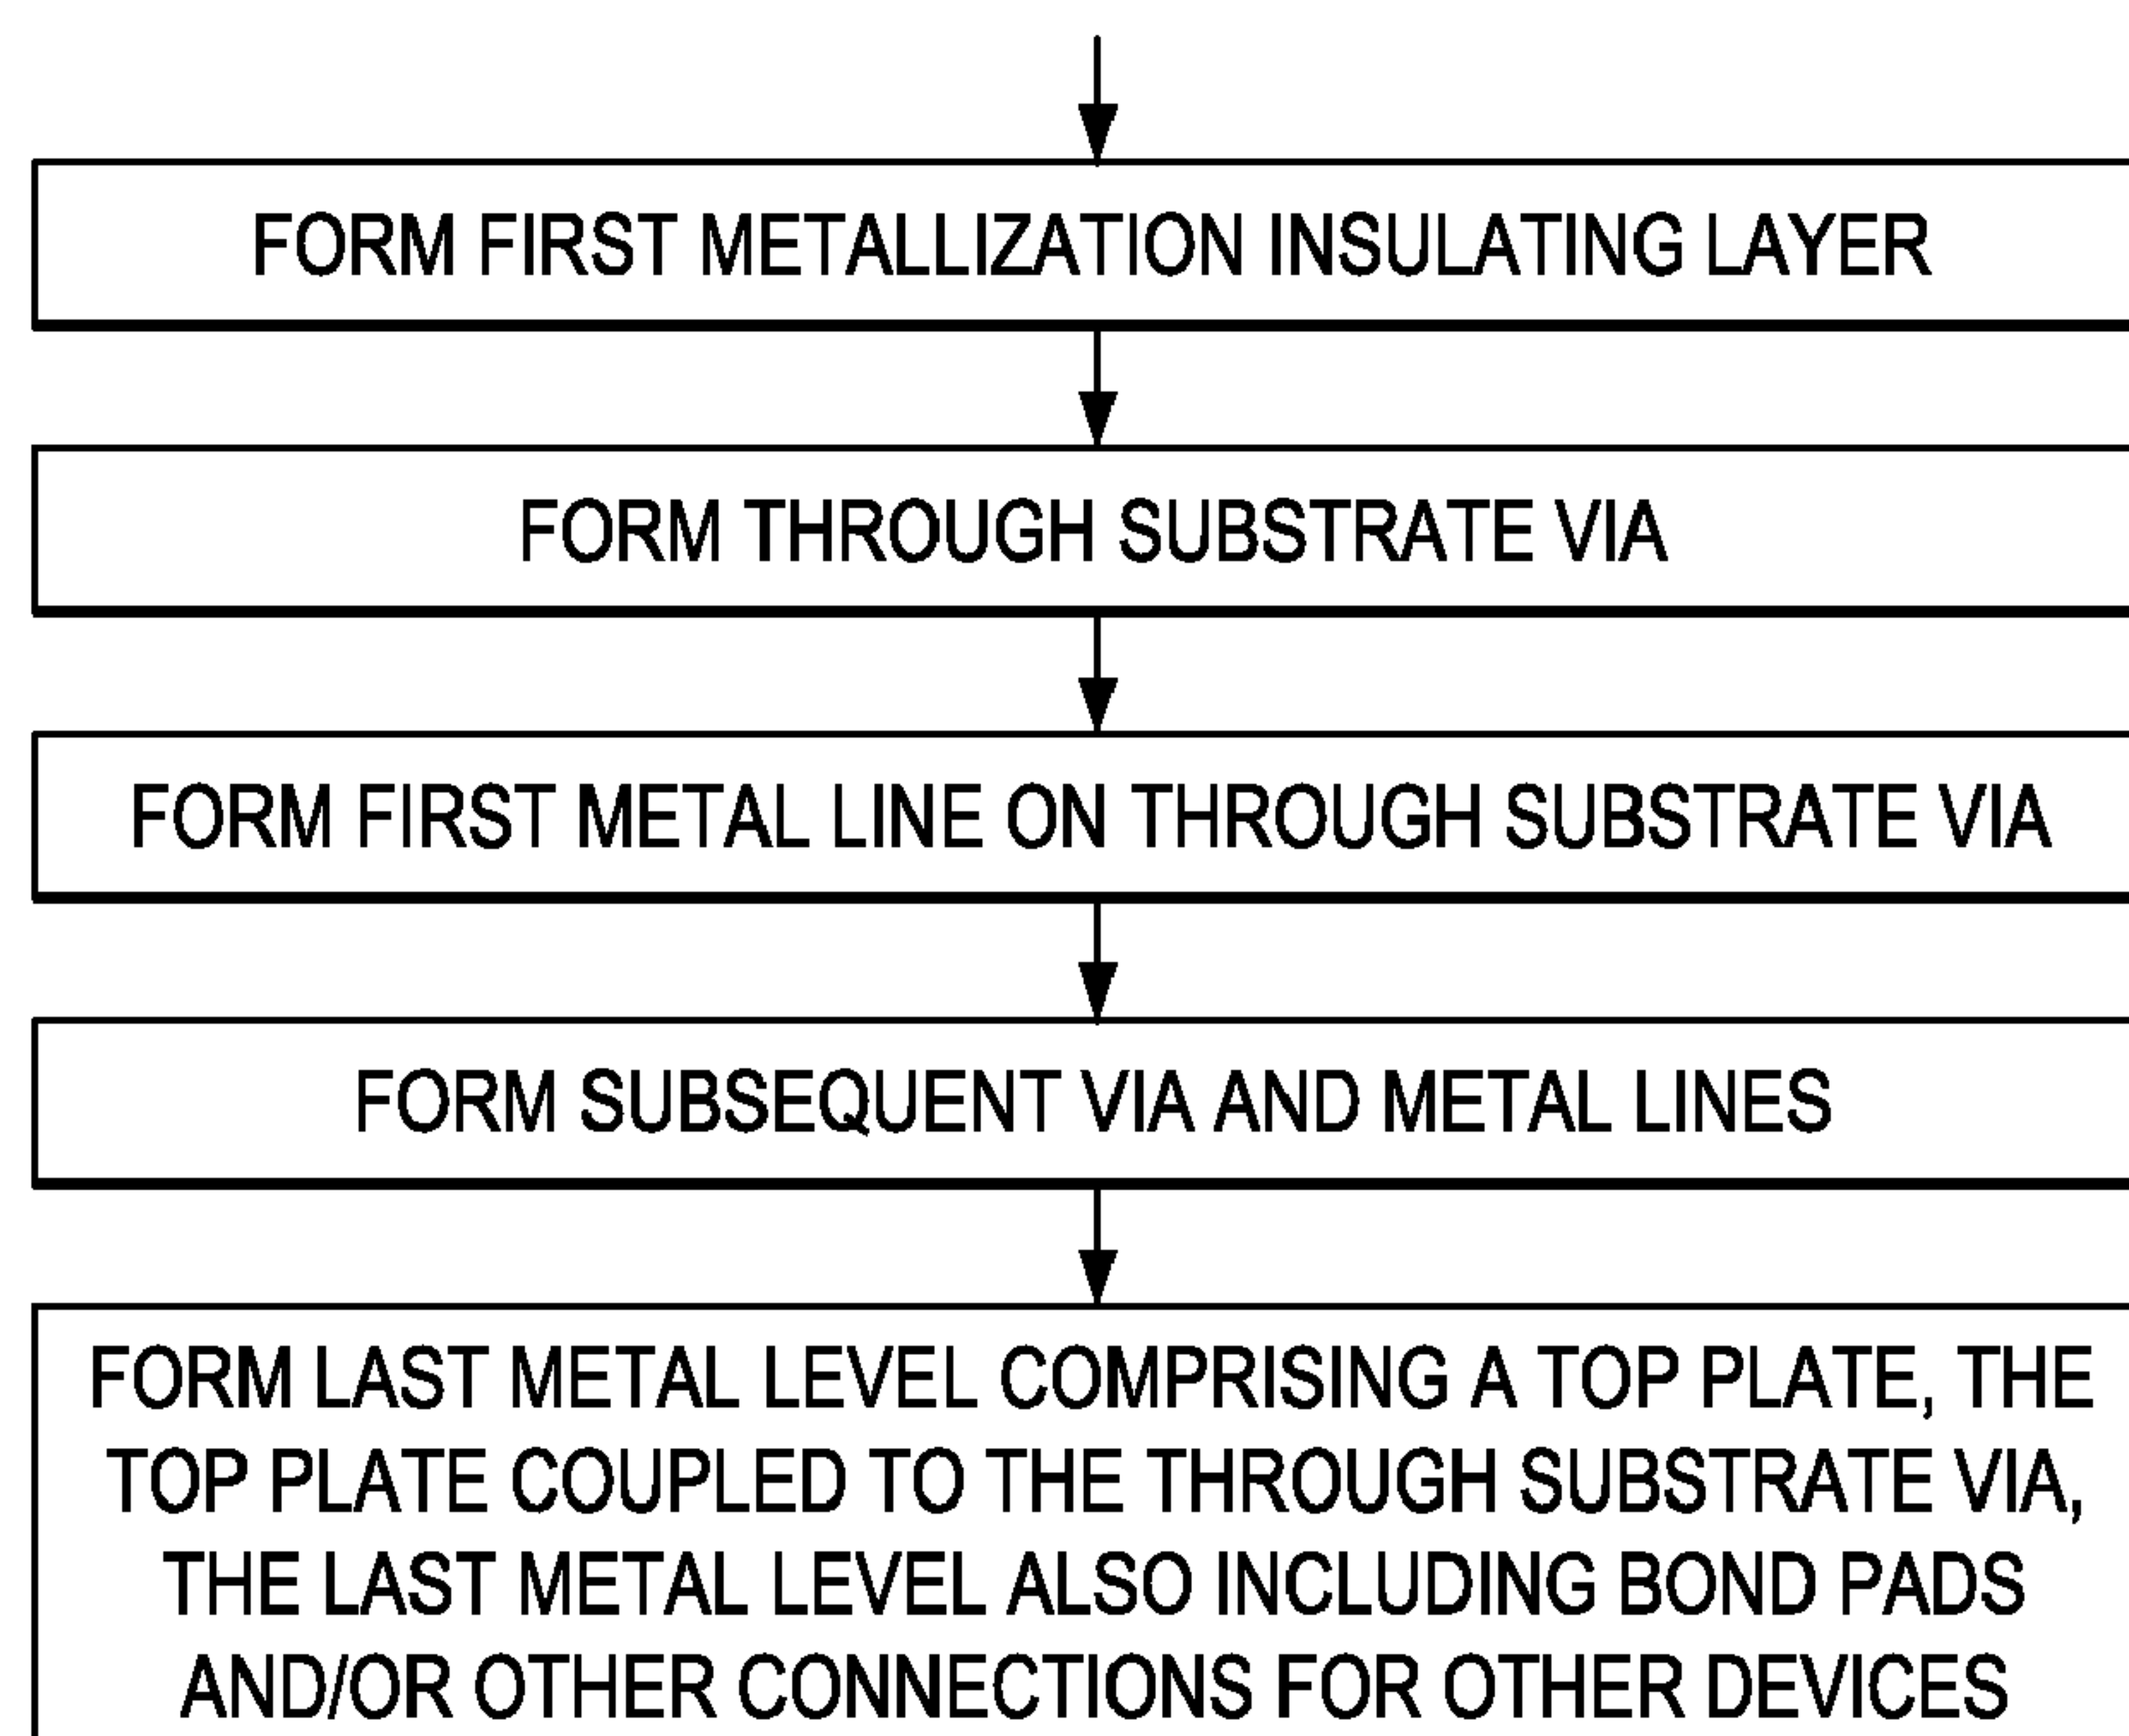 FORM FIRST METALLIZATION INSULATING LAYER
FORM THROUGH SUBSTRATE VIA
FORM FIRST METAL LINE ON THROUGH SUBSTRATE VIA
FORM SUBSEQUENT VIA AND METAL LINES
FORM LAST METAL LEVEL COMPRISING A TOP PLATE, THE
TOP PLATE COUPLED TO THE THROUGH SUBSTRATE VIA,
THE LAST METAL LEVEL ALSO INCLUDING BOND PADS
AND/OR OTHER CONNECTIONS FOR OTHER DEVICES